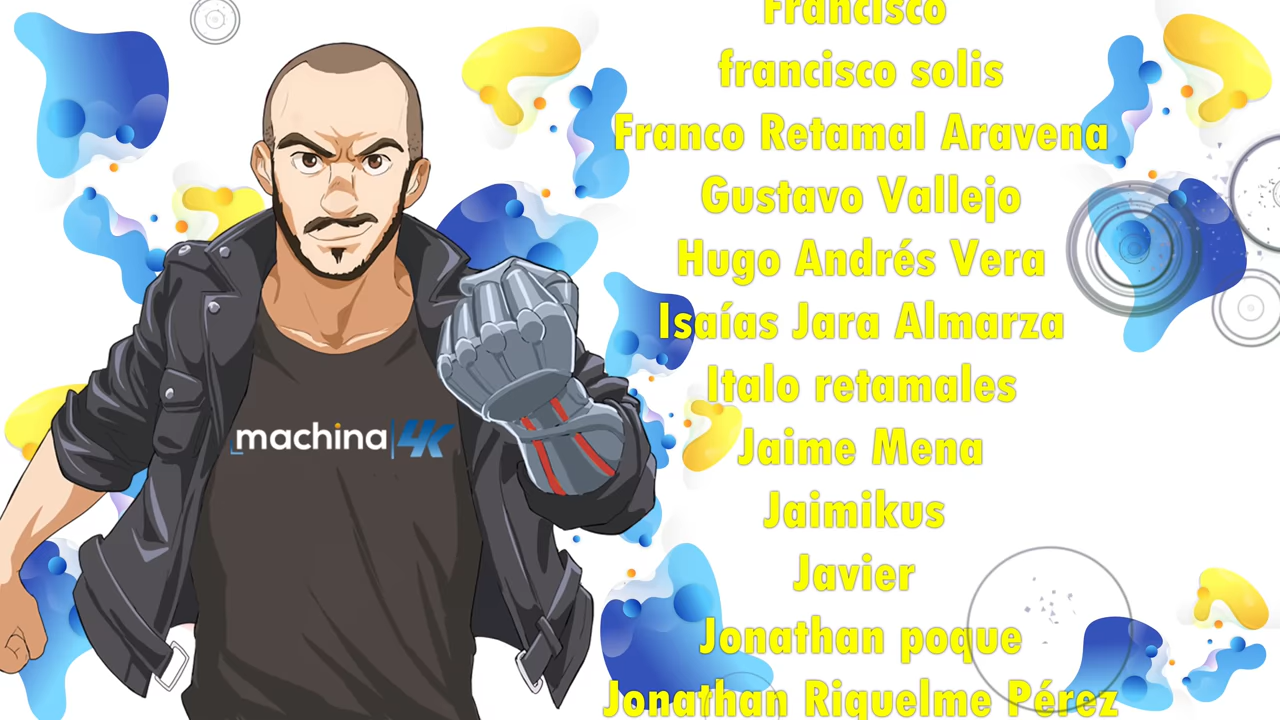 Francisco
francisco solis
Franco Retamal Aravena
Gustavo Vallejo
Hugo Andrés Vera
Isaías Jara Almarza
Italo retamales
Jaime Mena
Jaimikus
Javier
Jonathan poque
Jonathan Riquelme Pérez
machina 4K